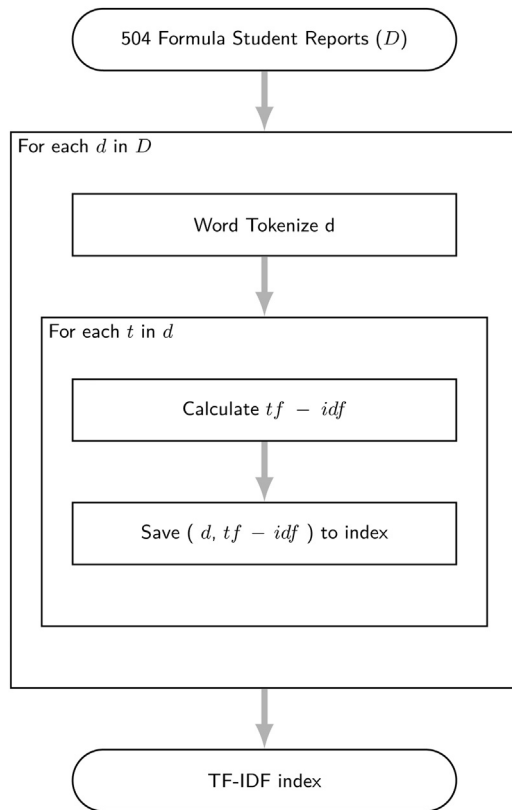 504 Formula Student Reports (D)
For each d in D
Word Tokenize d
For each t in d
Calculate tf − idf
Save ( d, tf − idf ) to index
TF-IDF index